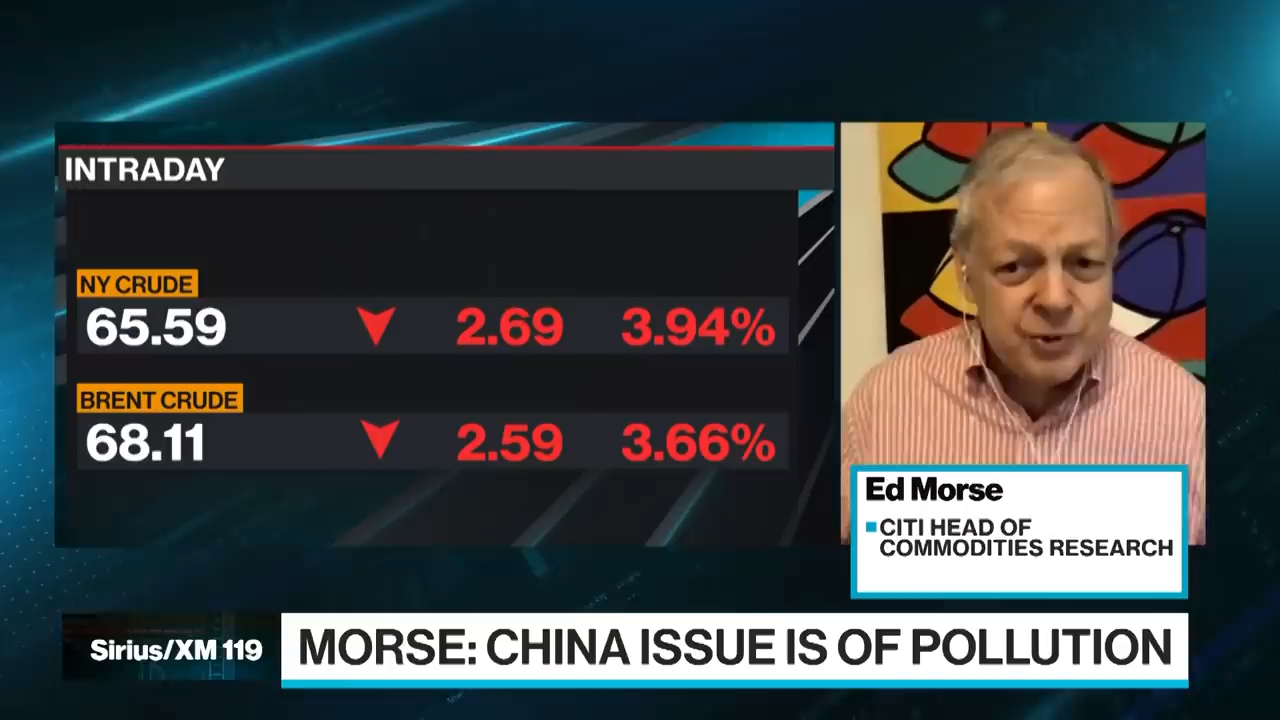 INTRADAY
NY CRUDE
65.59 2.69 3.94%
BRENT CRUDE
68.11 2.59 3.66%
Ed Morse
CITI HEAD OF
COMMODITIES RESEARCH
Sirius/XM 119
MORSE: CHINA ISSUE IS OF POLLUTION